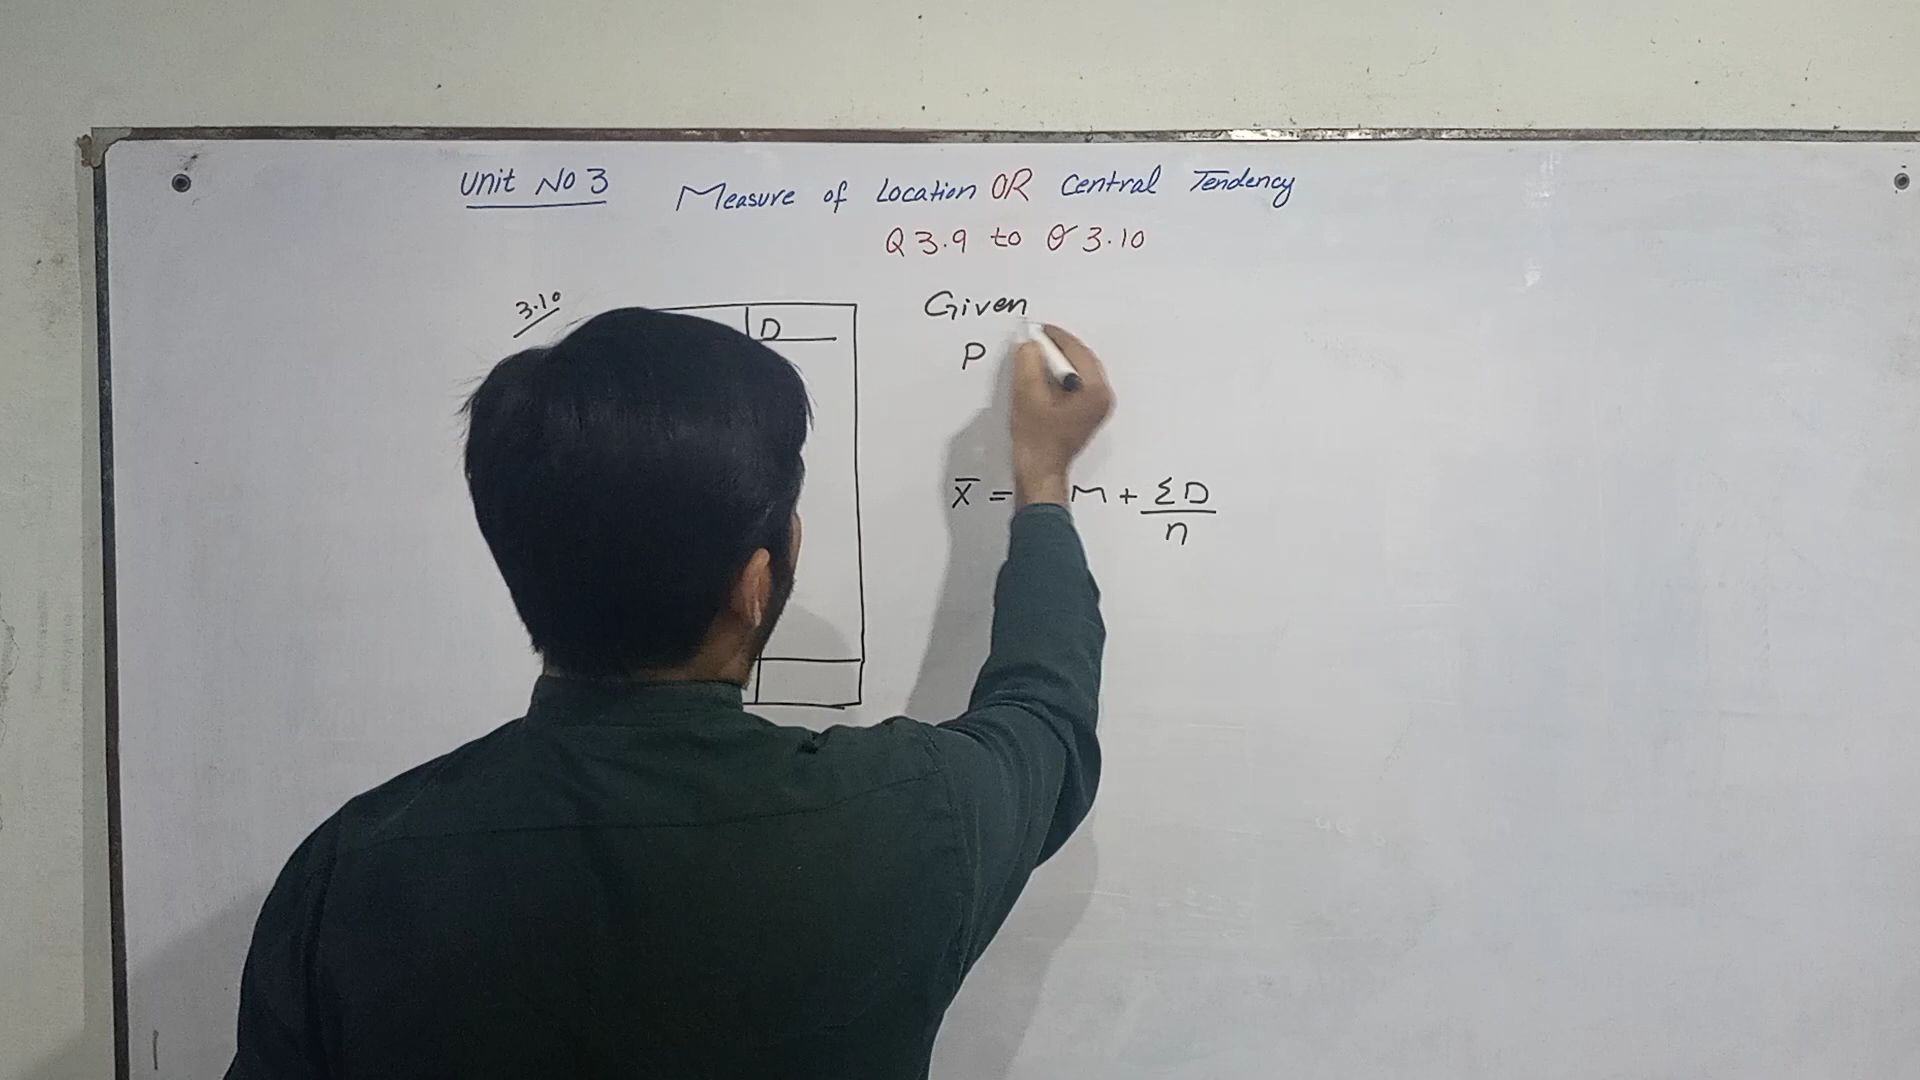 Unit No 3 Measure of Location OR Central Tendency
Q 3.9 to Q 3.10
3.10
D
Given
P
X̄ = M + ΣD
n